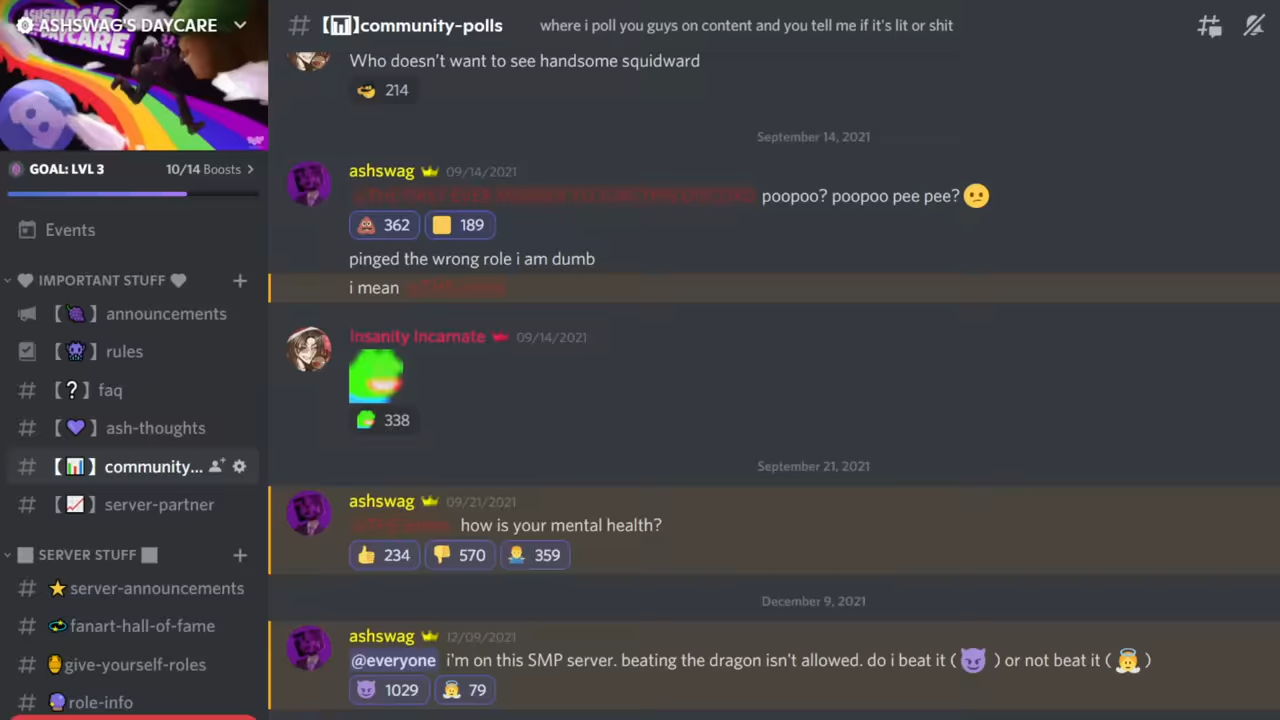 ASHSWAG'S DAYCARE
GOAL: LVL 3
10/14 Boosts
Events
IMPORTANT STUFF
announcements
rules
【?】faq
ash-thoughts
community...
server-partner
SERVER STUFF
server-announcements
fanart-hall-of-fame
give-yourself-roles
role-info
community-polls
where i poll you guys on content and you tell me if it's lit or shit
Who doesn't want to see handsome squidward
214
September 14, 2021
ashswag 09/14/2021
poopoo? poopoo pee pee?
362 189
pinged the wrong role i am dumb
i mean
Insanity Incarnate 09/14/2021
338
September 21, 2021
ashswag 09/21/2021
how is your mental health?
234 570 359
December 9, 2021
ashswag 12/09/2021
@everyone i'm on this SMP server. beating the dragon isn't allowed. do i beat it ( ) or not beat it ( )
1029 79